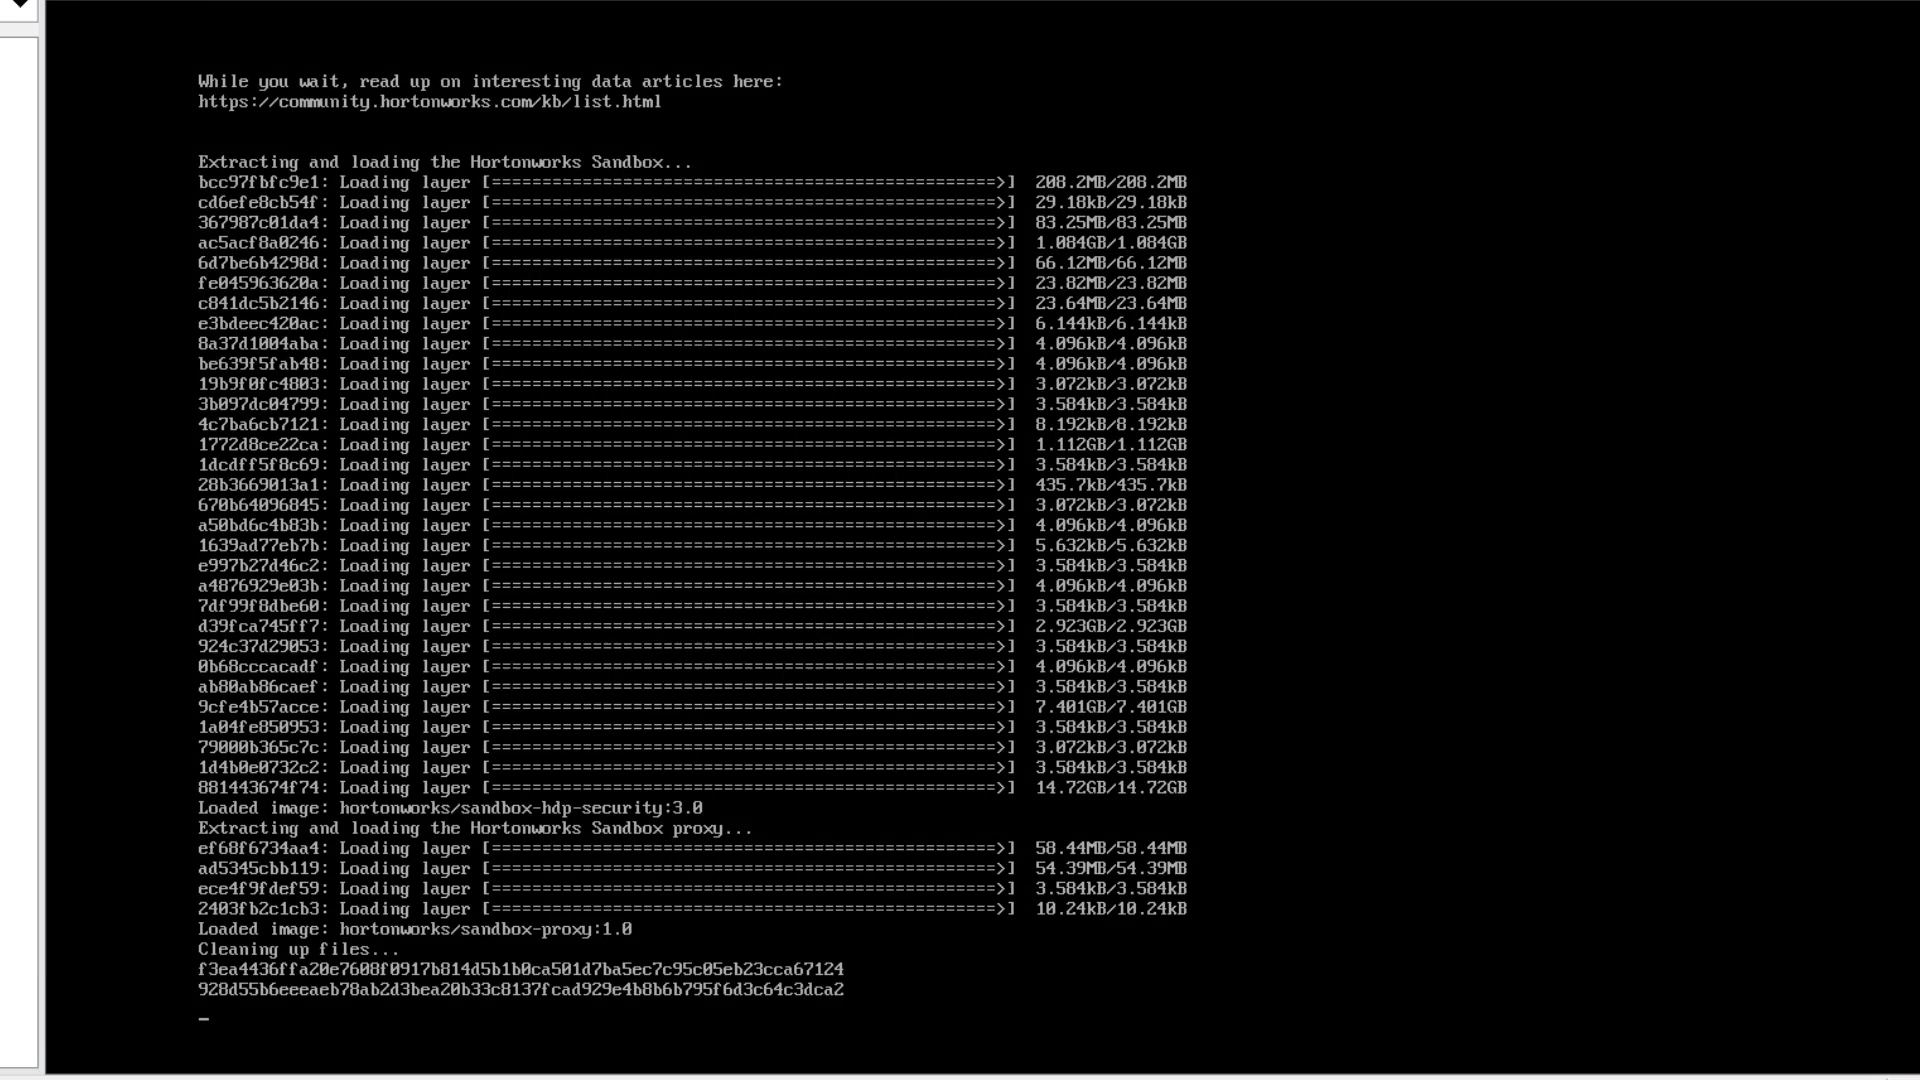 While you wait, read up on interesting data articles here:
https://community.hortonworks.com/kb/list.html
Extracting and loading the Hortonworks Sandbox...
bcc97fbfc9e1: Loading layer [==================================================>]  208.2MB/208.2MB
cd6efe8cb54f: Loading layer [==================================================>]  29.18kB/29.18kB
367987c01da4: Loading layer [==================================================>]  83.25MB/83.25MB
ac5acf8a0246: Loading layer [==================================================>]  1.084GB/1.084GB
6d7be6b4298d: Loading layer [==================================================>]  66.12MB/66.12MB
fe045963620a: Loading layer [==================================================>]  23.82MB/23.82MB
c841dc5b2146: Loading layer [==================================================>]  23.64MB/23.64MB
e3bdeec420ac: Loading layer [==================================================>]  6.144kB/6.144kB
8a37d1004aba: Loading layer [==================================================>]  4.096kB/4.096kB
be639f5fab48: Loading layer [==================================================>]  4.096kB/4.096kB
19b9f0fc4803: Loading layer [==================================================>]  3.072kB/3.072kB
3b097dc04799: Loading layer [==================================================>]  3.584kB/3.584kB
4c7ba6cb7121: Loading layer [==================================================>]  8.192kB/8.192kB
1772d8ce22ca: Loading layer [==================================================>]  1.112GB/1.112GB
1dcdff5f8c69: Loading layer [==================================================>]  3.584kB/3.584kB
28b3669013a1: Loading layer [==================================================>]  435.7kB/435.7kB
670b64096845: Loading layer [==================================================>]  3.072kB/3.072kB
a50bd6c4b83b: Loading layer [==================================================>]  4.096kB/4.096kB
1639ad77eb7b: Loading layer [==================================================>]  5.632kB/5.632kB
e997b27d46c2: Loading layer [==================================================>]  3.584kB/3.584kB
a4876929e03b: Loading layer [==================================================>]  4.096kB/4.096kB
7df99f8dbe60: Loading layer [==================================================>]  3.584kB/3.584kB
d39fca745ff7: Loading layer [==================================================>]  2.923GB/2.923GB
924c37d29053: Loading layer [==================================================>]  3.584kB/3.584kB
0b68cccacadf: Loading layer [==================================================>]  4.096kB/4.096kB
ab80ab86caef: Loading layer [==================================================>]  3.584kB/3.584kB
9cfe4b57acce: Loading layer [==================================================>]  7.401GB/7.401GB
1a04fe850953: Loading layer [==================================================>]  3.584kB/3.584kB
79000b365c7c: Loading layer [==================================================>]  3.072kB/3.072kB
1d4b0e0732c2: Loading layer [==================================================>]  3.584kB/3.584kB
881443674f74: Loading layer [==================================================>]  14.72GB/14.72GB
Loaded image: hortonworks/sandbox-hdp-security:3.0
Extracting and loading the Hortonworks Sandbox proxy...
ef68f6734aa4: Loading layer [==================================================>]  58.44MB/58.44MB
ad5345cbb119: Loading layer [==================================================>]  54.39MB/54.39MB
ece4f9fdef59: Loading layer [==================================================>]  3.584kB/3.584kB
2403fb2c1cb3: Loading layer [==================================================>]  10.24kB/10.24kB
Loaded image: hortonworks/sandbox-proxy:1.0
Cleaning up files...
f3ea4436ffa20e7608f0917b814d5b1b0ca501d7ba5ec7c95c05eb23cca67124
928d55b6eeeaeb78ab2d3bea20b33c8137fcad929e4b8b6b795f6d3c64c3dca2
_